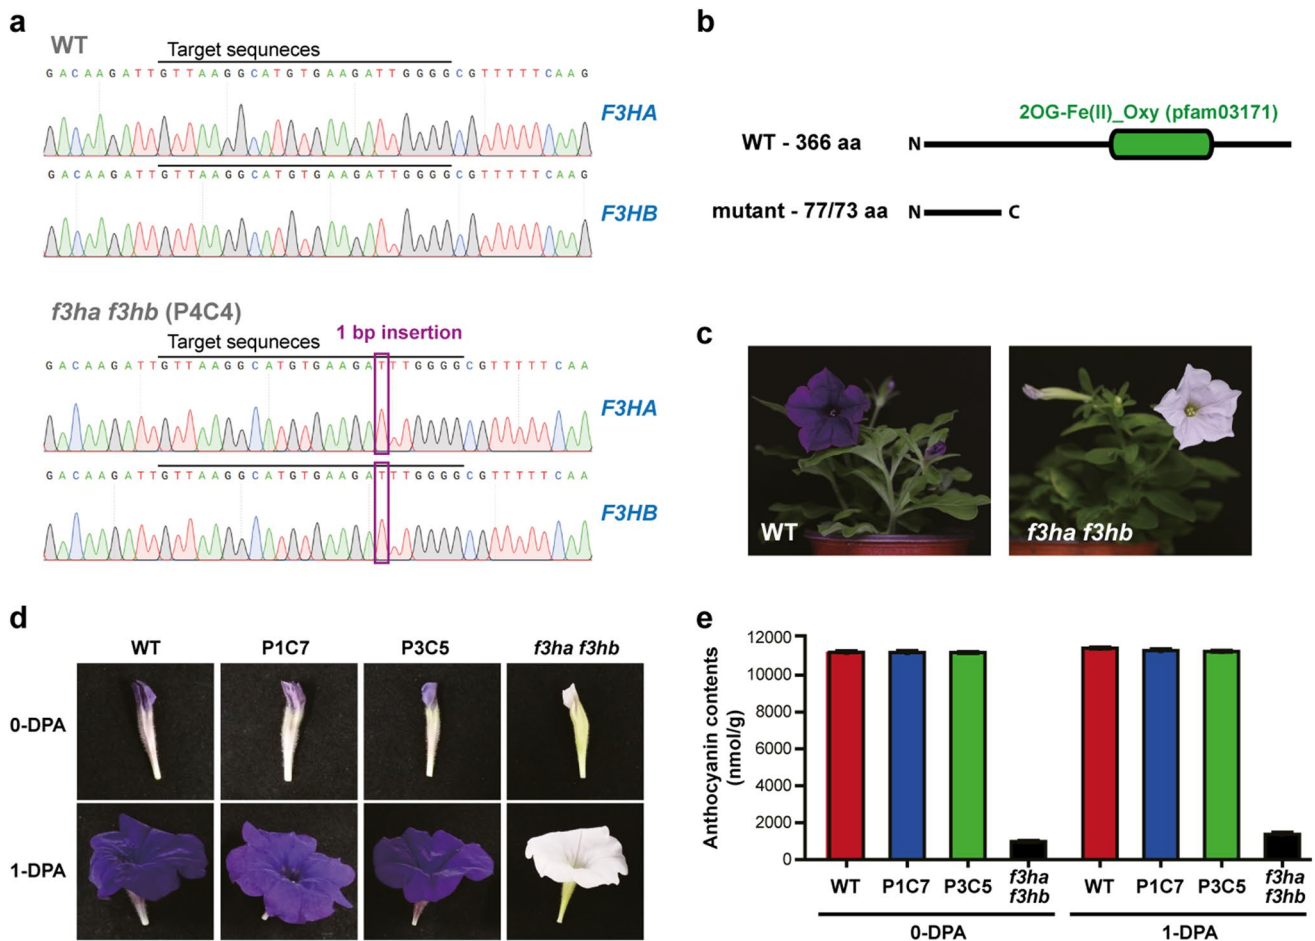 a
WT
Target sequneces
G A C A A G A T T G T T A A G G C A T G T G A A G A T T G G G G C G T T T T T C A A G
F3HA
G A C A A G A T T G T T A A G G C A T G T G A A G A T T G G G G C G T T T T T C A A G
F3HB
f3ha f3hb (P4C4)
Target sequneces
1 bp insertion
G A C A A G A T T G T T A A G G C A T G T G A A G A T T T G G G G C G T T T T T C A A
F3HA
G A C A A G A T T G T T A A G G C A T G T G A A G A T T T G G G G C G T T T T T C A A
F3HB
b
2OG-Fe(II)_Oxy (pfam03171)
WT - 366 aa N
mutant - 77/73 aa N C
c
WT
f3ha f3hb
d
WT P1C7 P3C5 f3ha f3hb
0-DPA
1-DPA
e
Anthocyanin contents
(nmol/g)
12000
10000
8000
6000
4000
2000
0
WT P1C7 P3C5 f3ha f3hb WT P1C7 P3C5 f3ha f3hb
0-DPA 1-DPA